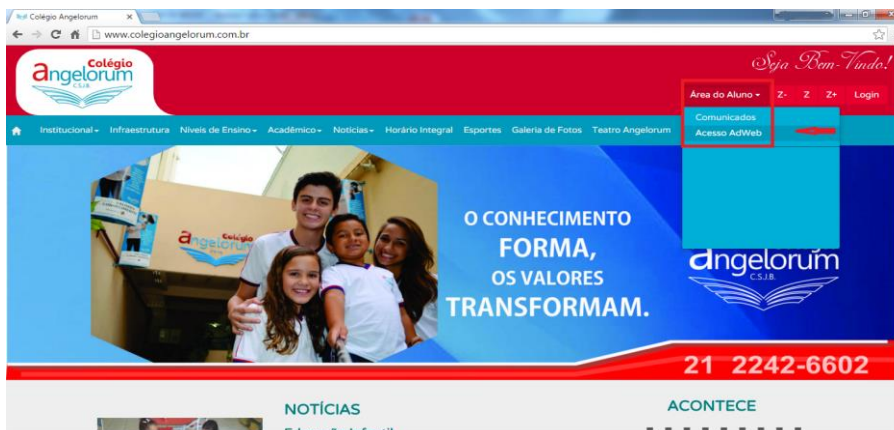 Colégio Angelorum
www.colegioangelorum.com.br
Colégio
angelorum
C.S.J.B.
Seja Bem-Vindo!
Área do Aluno Z- Z Z+ Login
Institucional Infraestrutura Níveis de Ensino Acadêmico Notícias Horário Integral Esportes Galeria de Fotos Teatro Angelorum
Comunicados
Acesso AdWeb
Colégio
angelorum
O CONHECIMENTO
FORMA,
OS VALORES
TRANSFORMAM.
angelorum
C.S.J.B.
21 2242-6602
NOTÍCIAS
ACONTECE